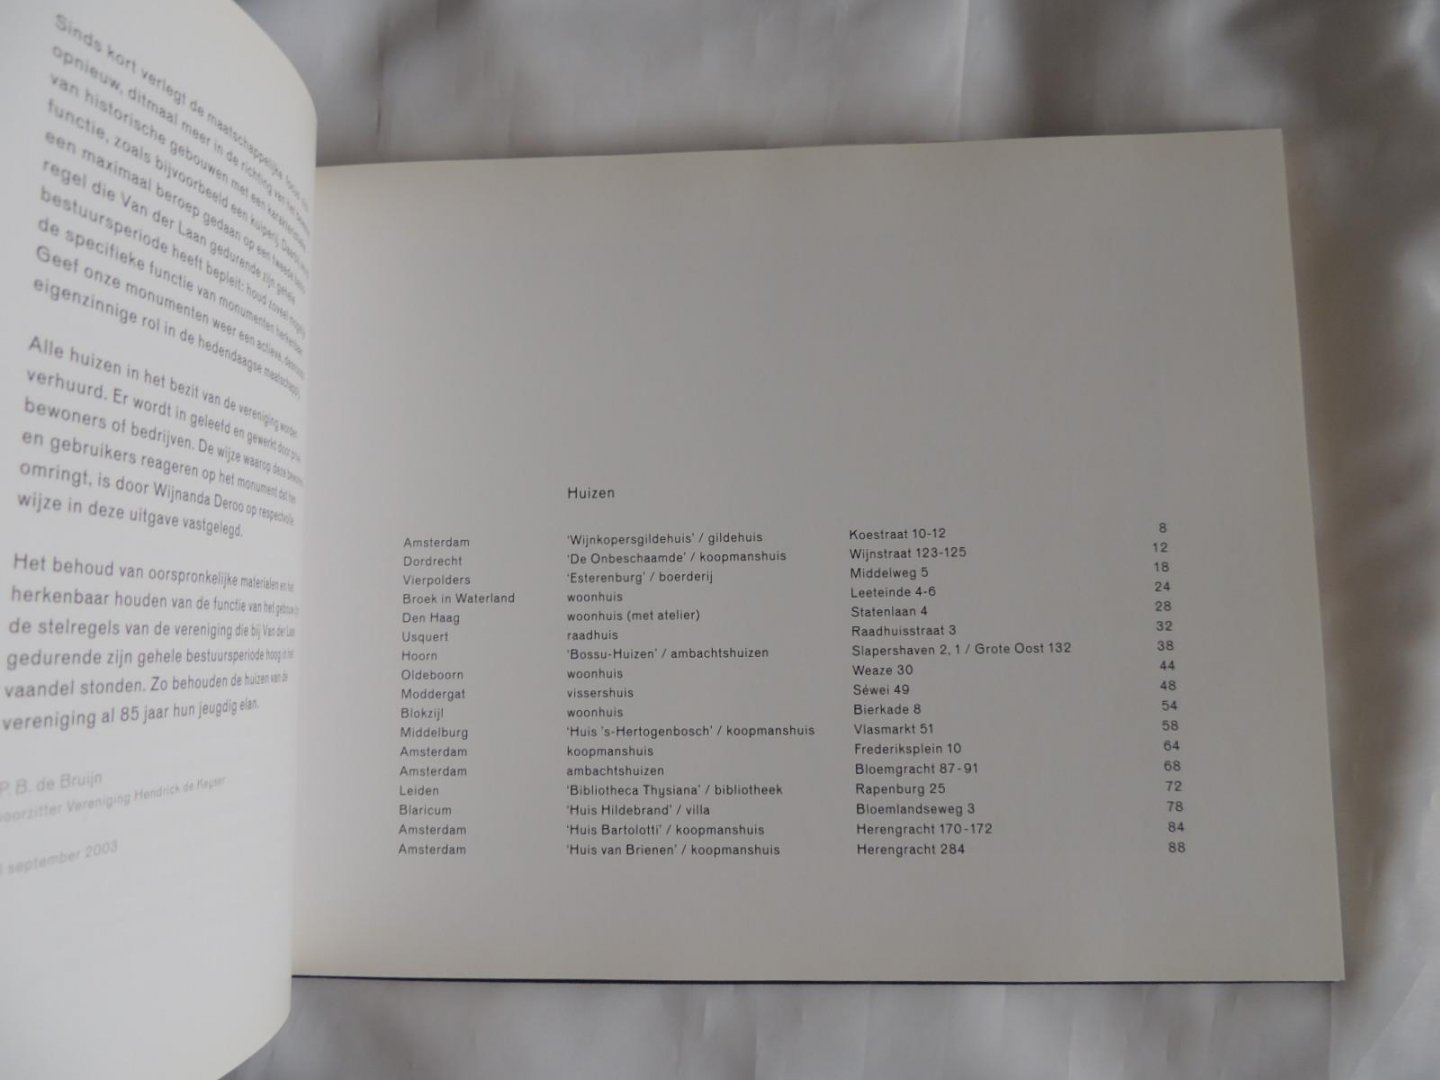 Sinds kort verlegt de maatschappelijke focus
opnieuw, ditmaal meer in de richting van het
van historische gebouwen met een
functie, zoals bijvoorbeeld een kuiperij.
een maximaal beroep gedaan op een tweede
regel die Van der Laan gedurende zijn gehele
bestuursperiode heeft bepleit: houd zoveel mogelijk
de specifieke functie van monumenten herkenbaar.
Geef onze monumenten weer een actieve,
eigenzinnige rol in de hedendaagse maatschappij.
Alle huizen in het bezit van de vereniging worden
verhuurd. Er wordt in geleefd en gewerkt door
bewoners of bedrijven. De wijze waarop deze bewoners
en gebruikers reageren op het monument dat hen
omringt, is door Wijnanda Deroo op respectvolle
wijze in deze uitgave vastgelegd.
Het behoud van oorspronkelijke materialen en het
herkenbaar houden van de functie van het gebouw zijn
de stelregels van de vereniging die bij Van der Laan
gedurende zijn gehele bestuursperiode hoog in het
vaandel stonden. Zo behouden de huizen van de
vereniging al 85 jaar hun jeugdig elan.
P. B. de Bruijn
voorzitter Vereniging Hendrick de Keyser
september 2003
Huizen
Amsterdam 'Wijnkopersgildehuis' / gildehuis Koestraat 10-12 8
Dordrecht 'De Onbeschaamde' / koopmanshuis Wijnstraat 123-125 12
Vierpolders 'Esterenburg' / boerderij Middelweg 5 18
Broek in Waterland woonhuis Leeteinde 4-6 24
Den Haag woonhuis (met atelier) Statenlaan 4 28
Usquert raadhuis Raadhuisstraat 3 32
Hoorn 'Bossu-Huizen' / ambachtshuizen Slapershaven 2, 1 / Grote Oost 132 38
Oldeboorn woonhuis Weaze 30 44
Moddergat vissershuis Séwei 49 48
Blokzijl woonhuis Bierkade 8 54
Middelburg 'Huis 's-Hertogenbosch' / koopmanshuis Vlasmarkt 51 58
Amsterdam koopmanshuis Frederiksplein 10 64
Amsterdam ambachtshuizen Bloemgracht 87-91 68
Leiden 'Bibliotheca Thysiana' / bibliotheek Rapenburg 25 72
Blaricum 'Huis Hildebrand' / villa Bloemlandseweg 3 78
Amsterdam 'Huis Bartolotti' / koopmanshuis Herengracht 170-172 84
Amsterdam 'Huis van Brienen' / koopmanshuis Herengracht 284 88